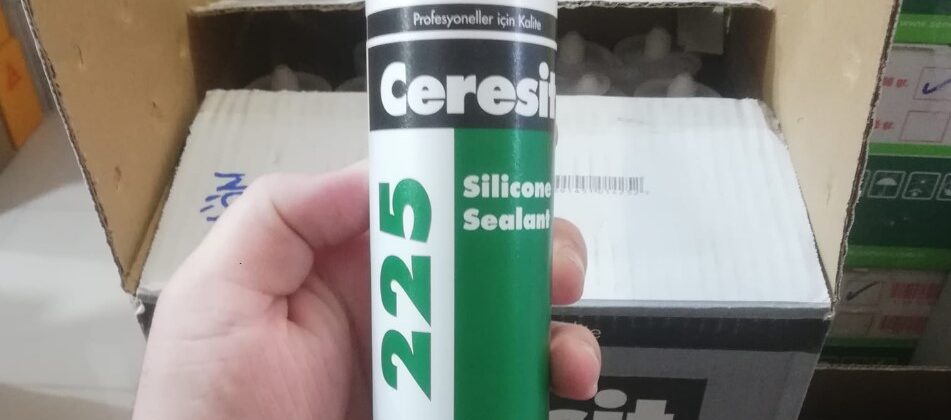 Profesyoneller için Kalite
Ceresit
225
Silicone
Sealant